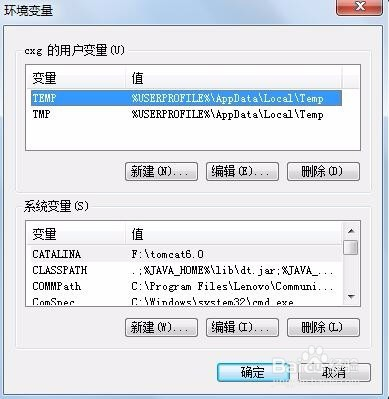 环境变量
cxg 的用户变量(U)
变量 值
TEMP %USERPROFILE%\AppData\Local\Temp
TMP %USERPROFILE%\AppData\Local\Temp
新建(N)... 编辑(E)... 删除(D)
系统变量(S)
变量 值
CATALINA F:\tomcat6.0
CLASSPATH .;%JAVA_HOME%\lib\dt.jar;%JAVA_...
COMMPath C:\Program Files\Lenovo\Communi...
ComSpec C:\Windows\system32\cmd.exe
新建(W)... 编辑(I)... 删除(L)
Baidu 经验
确定 取消